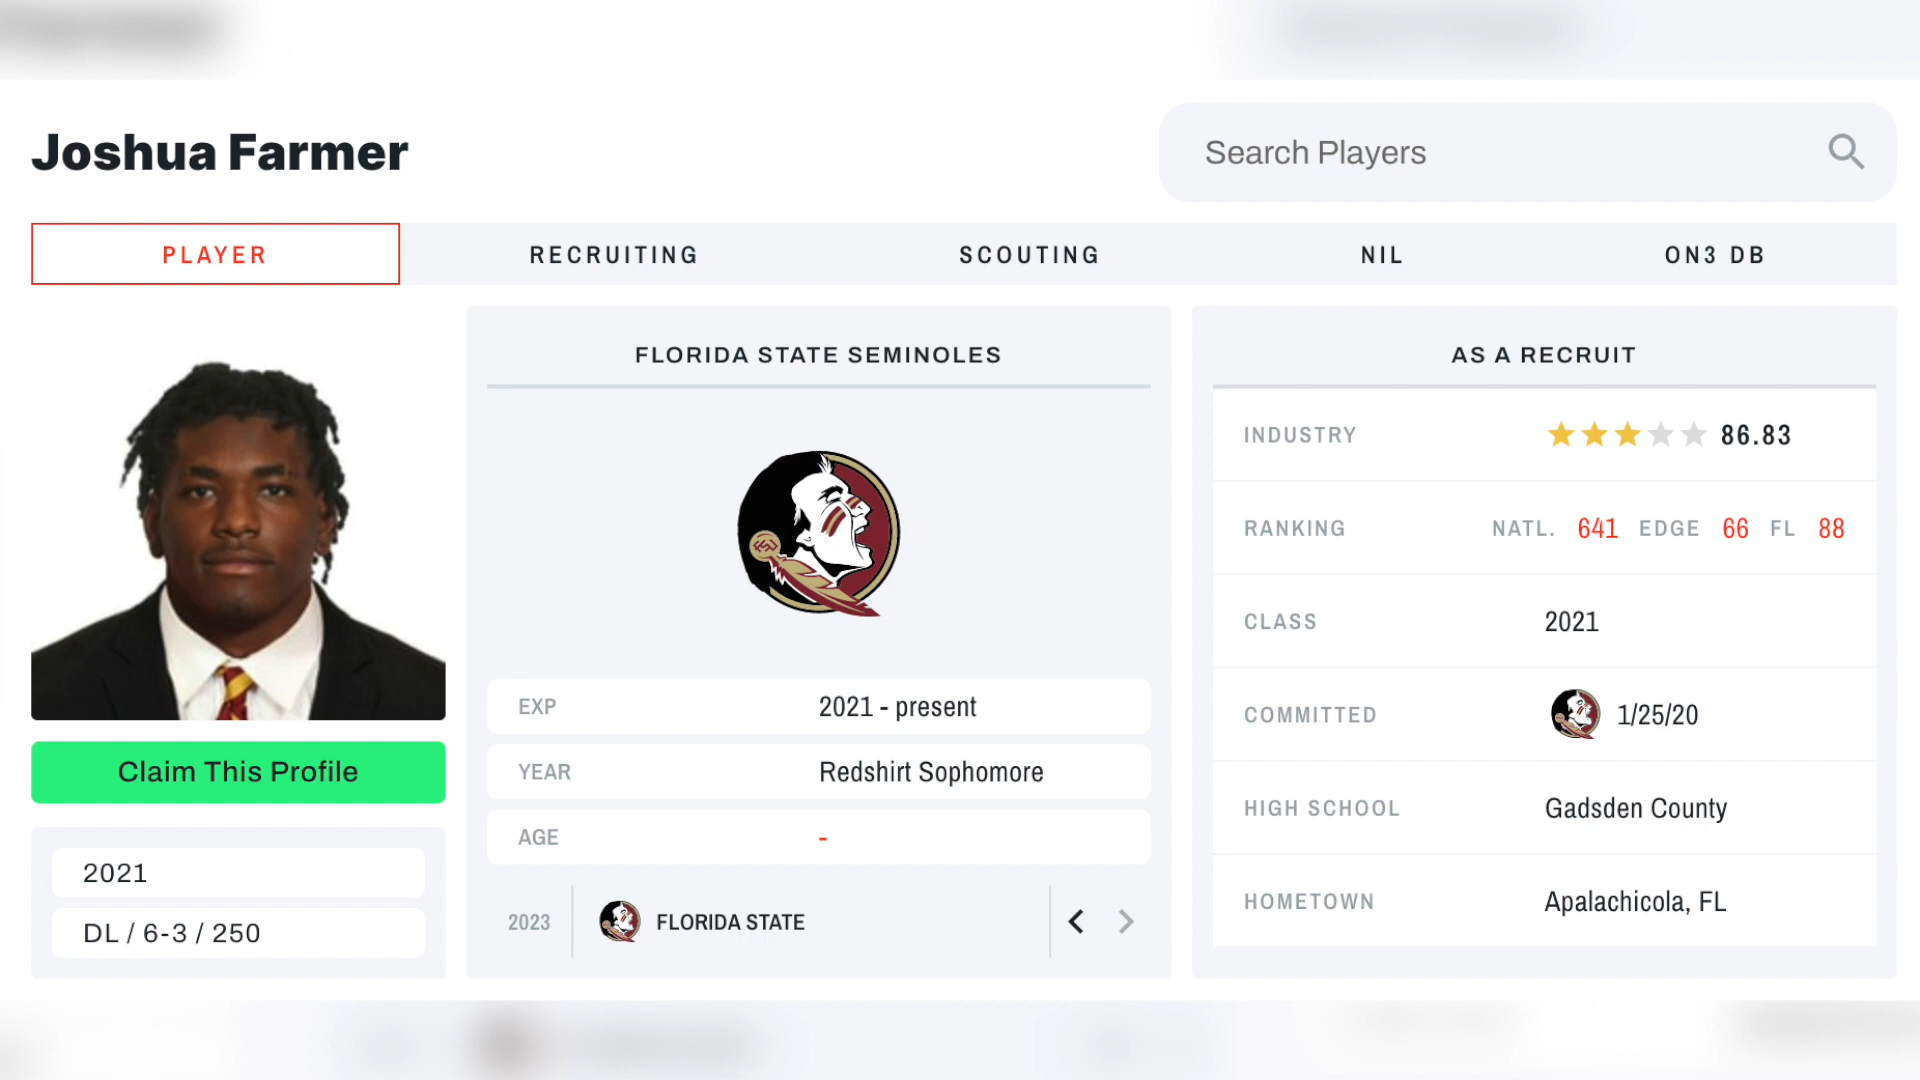 Joshua Farmer
Search Players
PLAYER RECRUITING SCOUTING NIL ON3 DB
Claim This Profile
2021
DL / 6-3 / 250
FLORIDA STATE SEMINOLES
EXP 2021 - present
YEAR Redshirt Sophomore
AGE -
2023 FLORIDA STATE
AS A RECRUIT
INDUSTRY 86.83
RANKING NATL. 641 EDGE 66 FL 88
CLASS 2021
COMMITTED 1/25/20
HIGH SCHOOL Gadsden County
HOMETOWN Apalachicola, FL